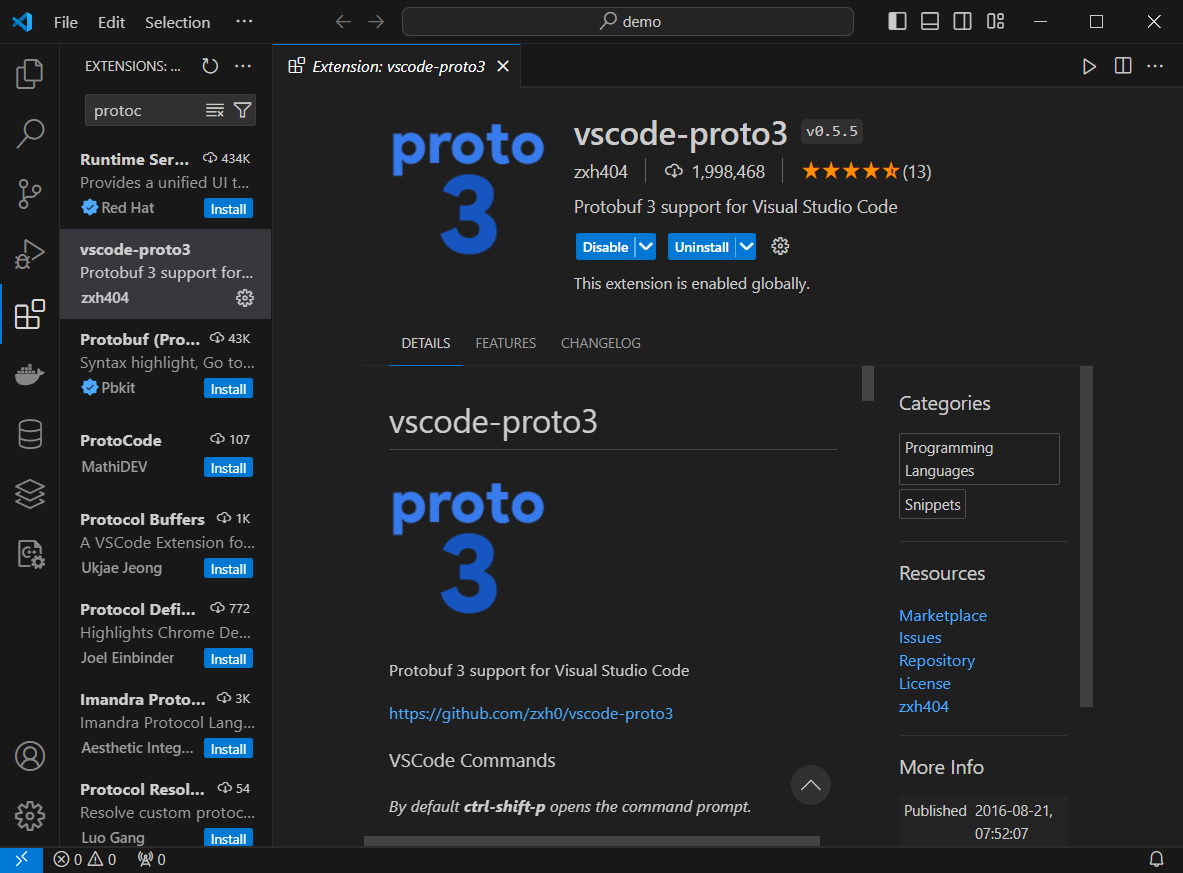 File Edit Selection ···
demo
EXTENSIONS: ... ···
Extension: vscode-proto3
protoc
Runtime Ser... 434K
Provides a unified UI t...
Red Hat Install
vscode-proto3
Protobuf 3 support for...
zxh404
Protobuf (Pro... 43K
Syntax highlight, Go to...
Pbkit Install
ProtoCode 107
MathiDEV Install
Protocol Buffers 1K
A VSCode Extension fo...
Ukjae Jeong Install
Protocol Defi... 772
Highlights Chrome De...
Joel Einbinder Install
Imandra Proto... 3K
Imandra Protocol Lang...
Aesthetic Integ... Install
Protocol Resol... 54
Resolve custom protoc...
Luo Gang Install
proto
3
vscode-proto3 v0.5.5
zxh404 1,998,468 (13)
Protobuf 3 support for Visual Studio Code
Disable Uninstall
This extension is enabled globally.
DETAILS FEATURES CHANGELOG
vscode-proto3
proto
3
Protobuf 3 support for Visual Studio Code
https://github.com/zxh0/vscode-proto3
VSCode Commands
By default ctrl-shift-p opens the command prompt.
Categories
Programming
Languages
Snippets
Resources
Marketplace
Issues
Repository
License
zxh404
More Info
Published 2016-08-21,
07:52:07
0 0 0